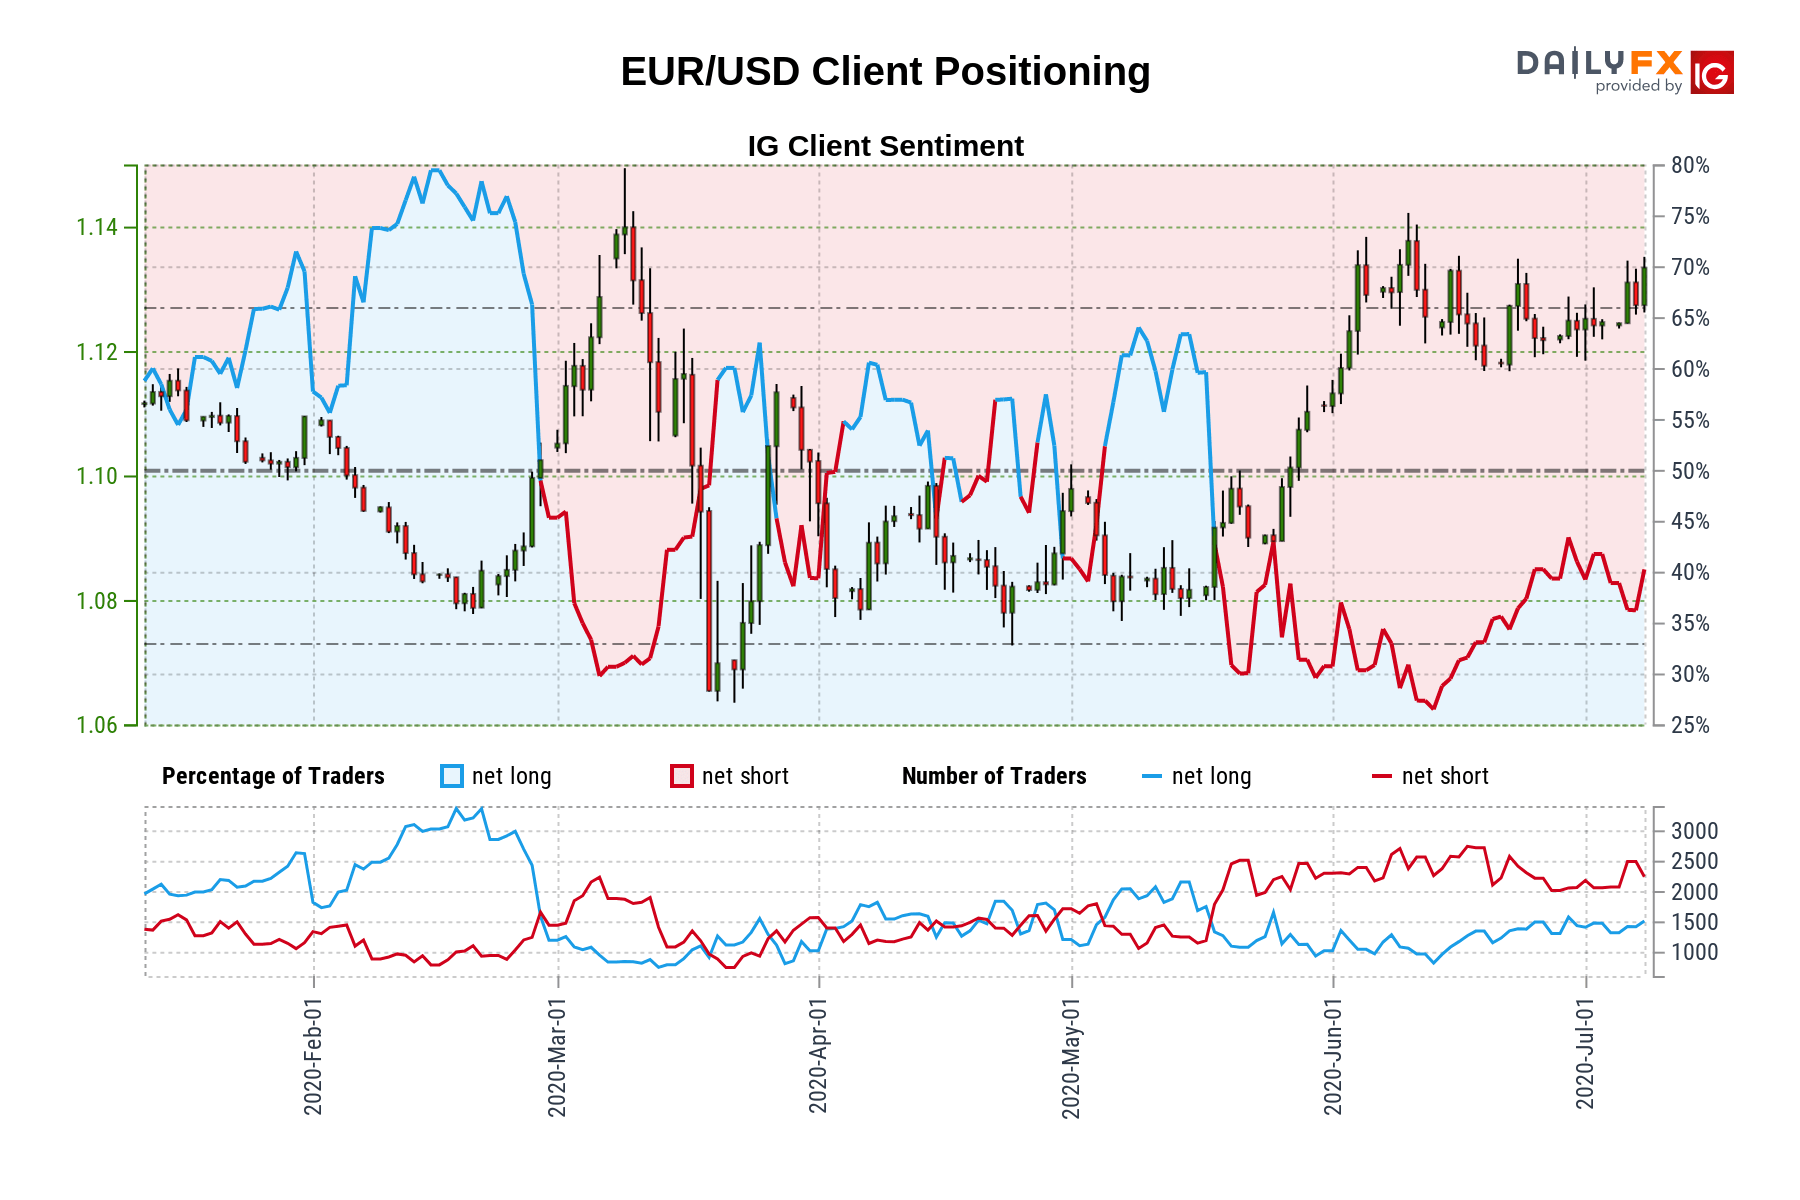 EUR/USD Client Positioning
DAILYFX
provided by IG
IG Client Sentiment
1.14
1.12
1.10
1.08
1.06
80%
75%
70%
65%
60%
55%
50%
45%
40%
35%
30%
25%
Percentage of Traders net long net short Number of Traders net long net short
3000
2500
2000
1500
1000
2020-Feb-01
2020-Mar-01
2020-Apr-01
2020-May-01
2020-Jun-01
2020-Jul-01